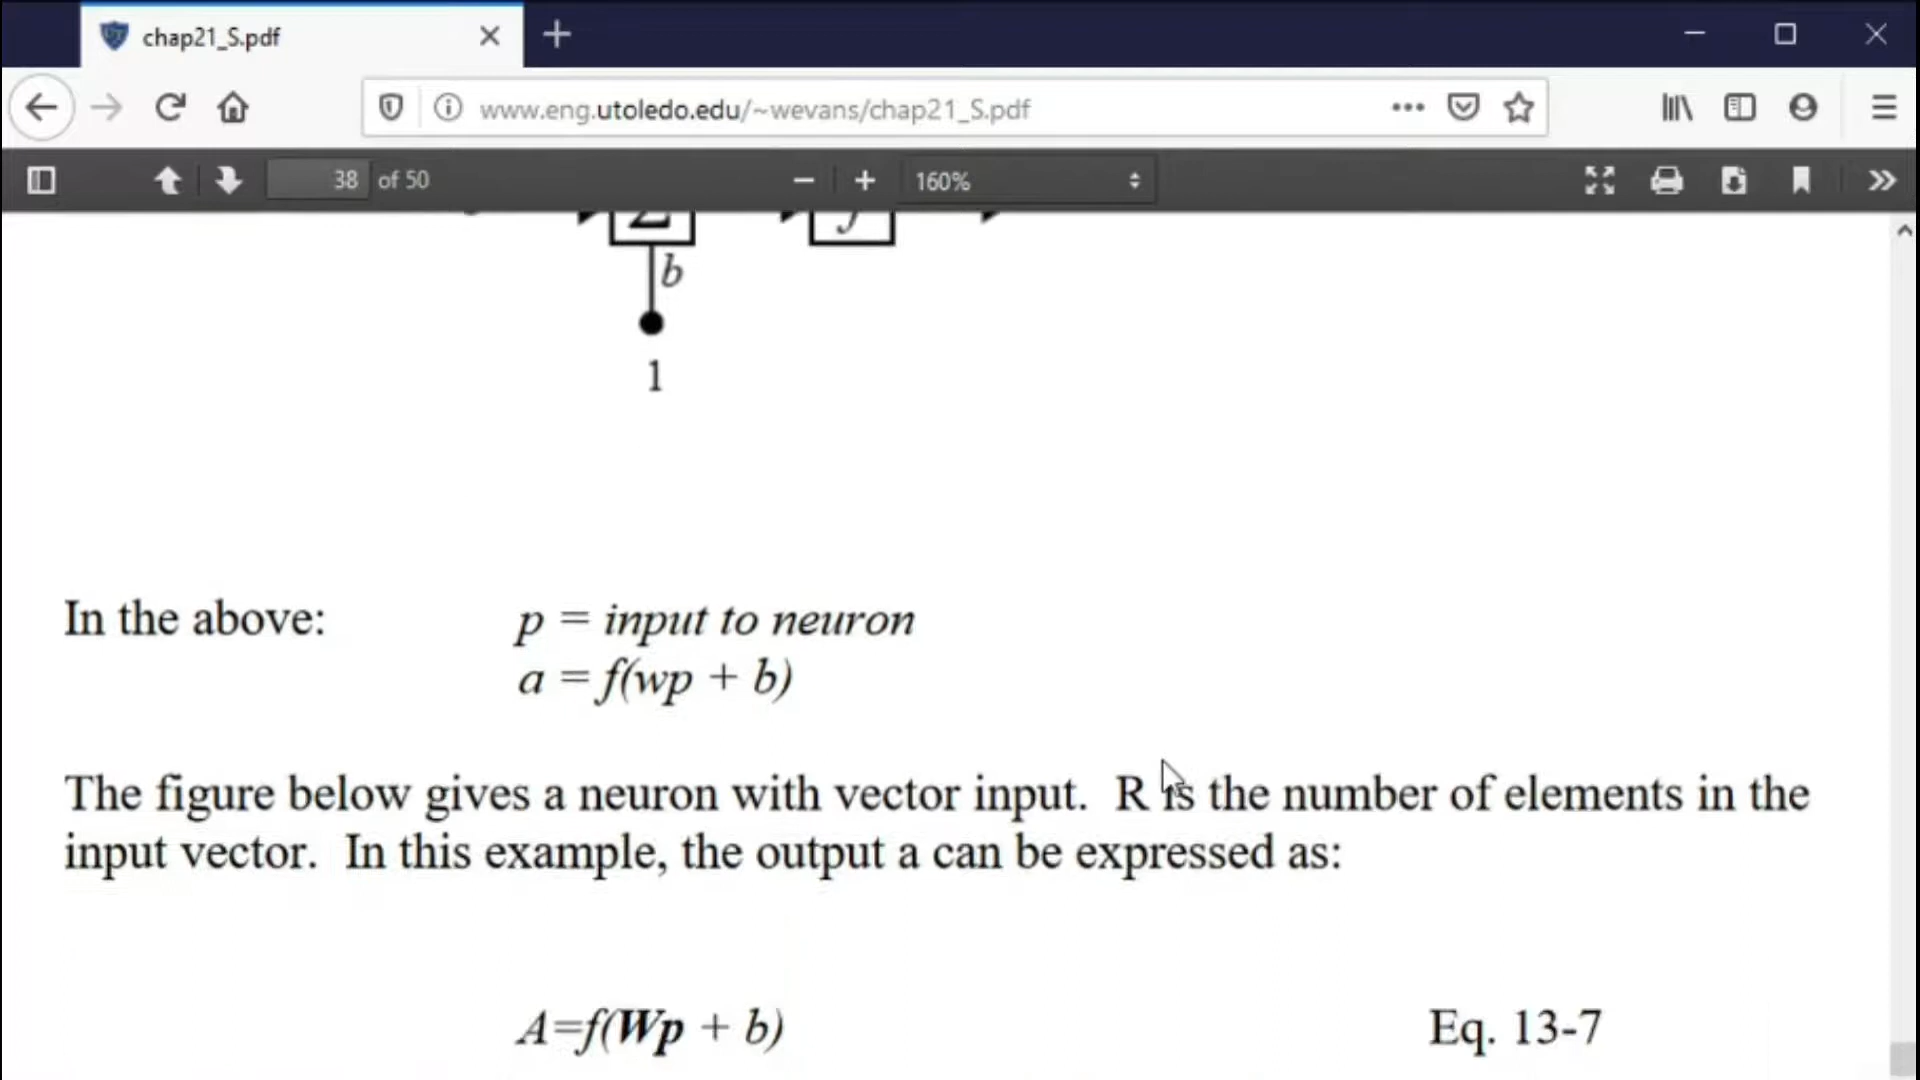 chap21_S.pdf
www.eng.utoledo.edu/~wevans/chap21_S.pdf
38 of 50
160%
Σ f
b
1
In the above: p = input to neuron
a = f(wp + b)
The figure below gives a neuron with vector input. R is the number of elements in the
input vector. In this example, the output a can be expressed as:
A=f(Wp + b) Eq. 13-7